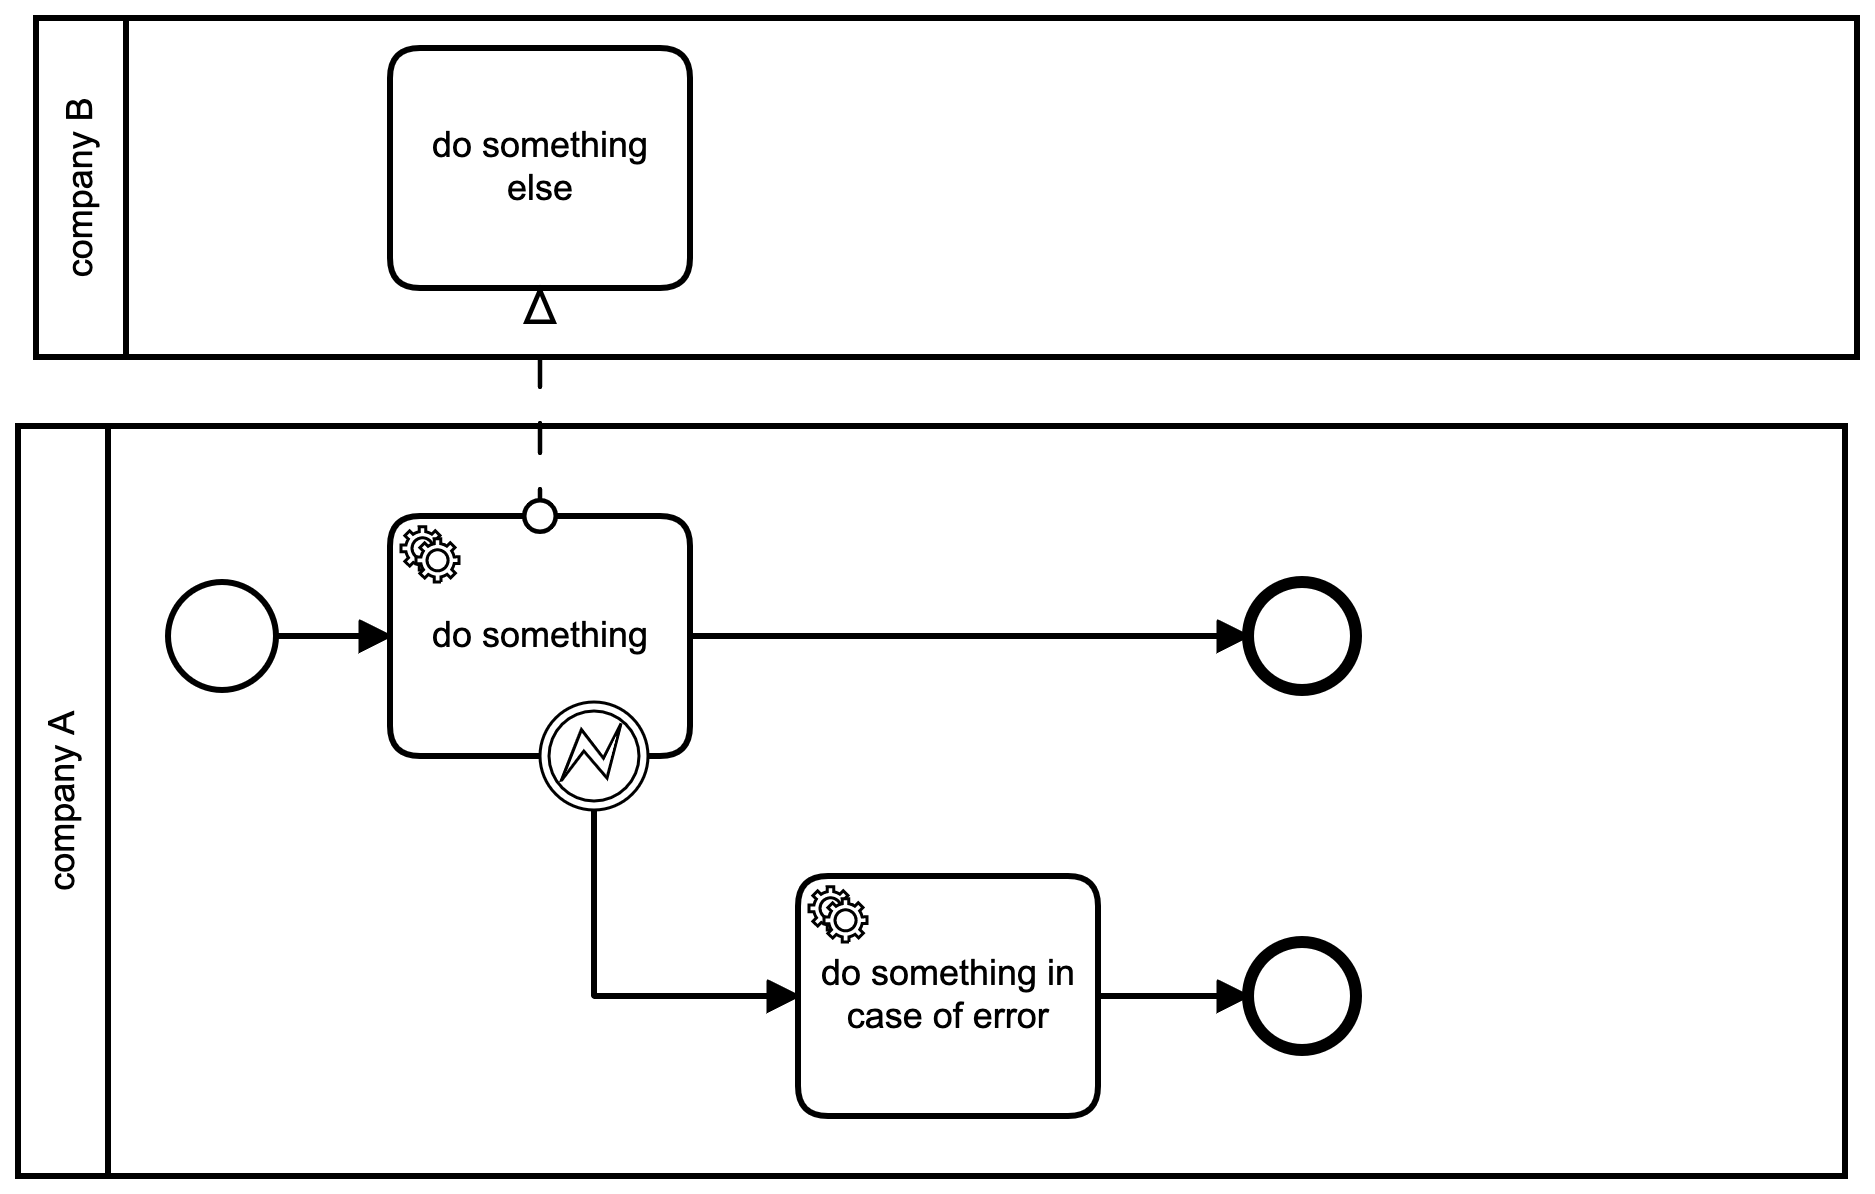 company B
do something
else
company A
do something
do something in
case of error